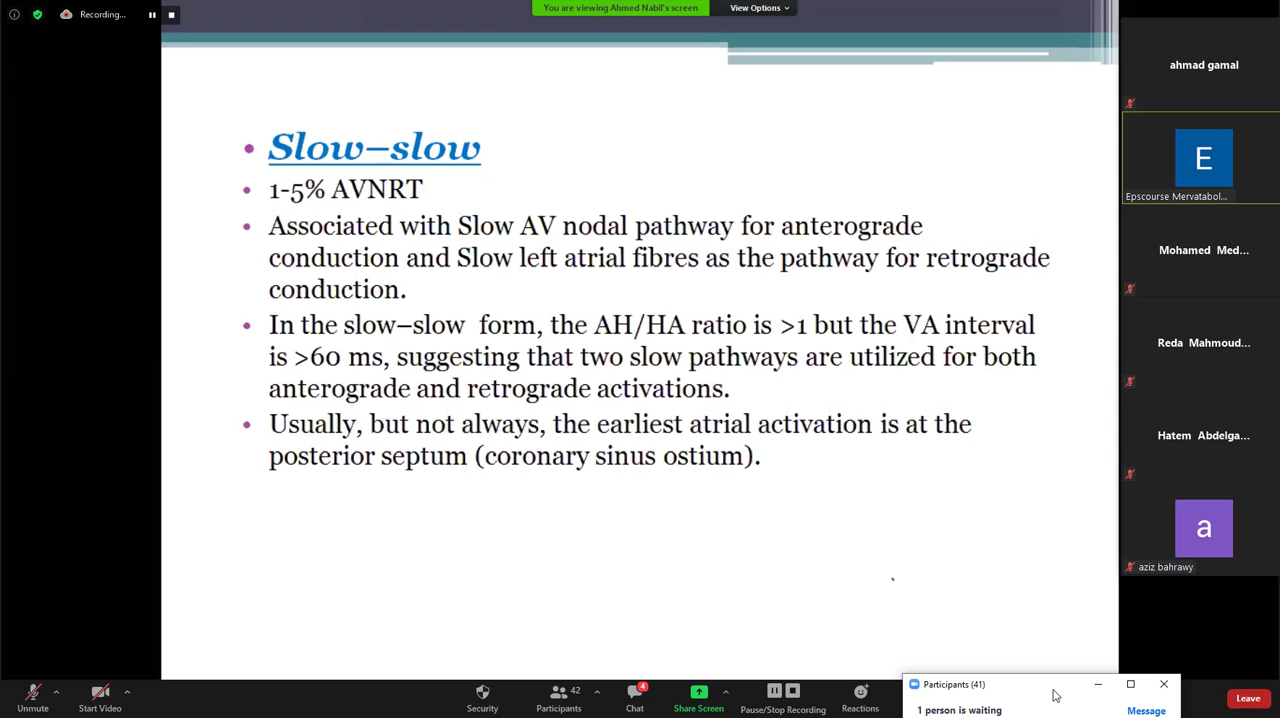 Recording...
You are viewing Ahmed Nabil's screen
View Options
• Slow–slow
• 1-5% AVNRT
• Associated with Slow AV nodal pathway for anterograde
conduction and Slow left atrial fibres as the pathway for retrograde
conduction.
• In the slow–slow form, the AH/HA ratio is >1 but the VA interval
is >60 ms, suggesting that two slow pathways are utilized for both
anterograde and retrograde activations.
• Usually, but not always, the earliest atrial activation is at the
posterior septum (coronary sinus ostium).
ahmad gamal
E
Epscourse Mervatabol...
Mohamed Med...
Reda Mahmoud...
Hatem Abdelga...
a
aziz bahrawy
Participants (41)
1 person is waiting
Message
Unmute
Start Video
Security
42
Participants
4
Chat
Share Screen
Pause/Stop Recording
Reactions
Leave